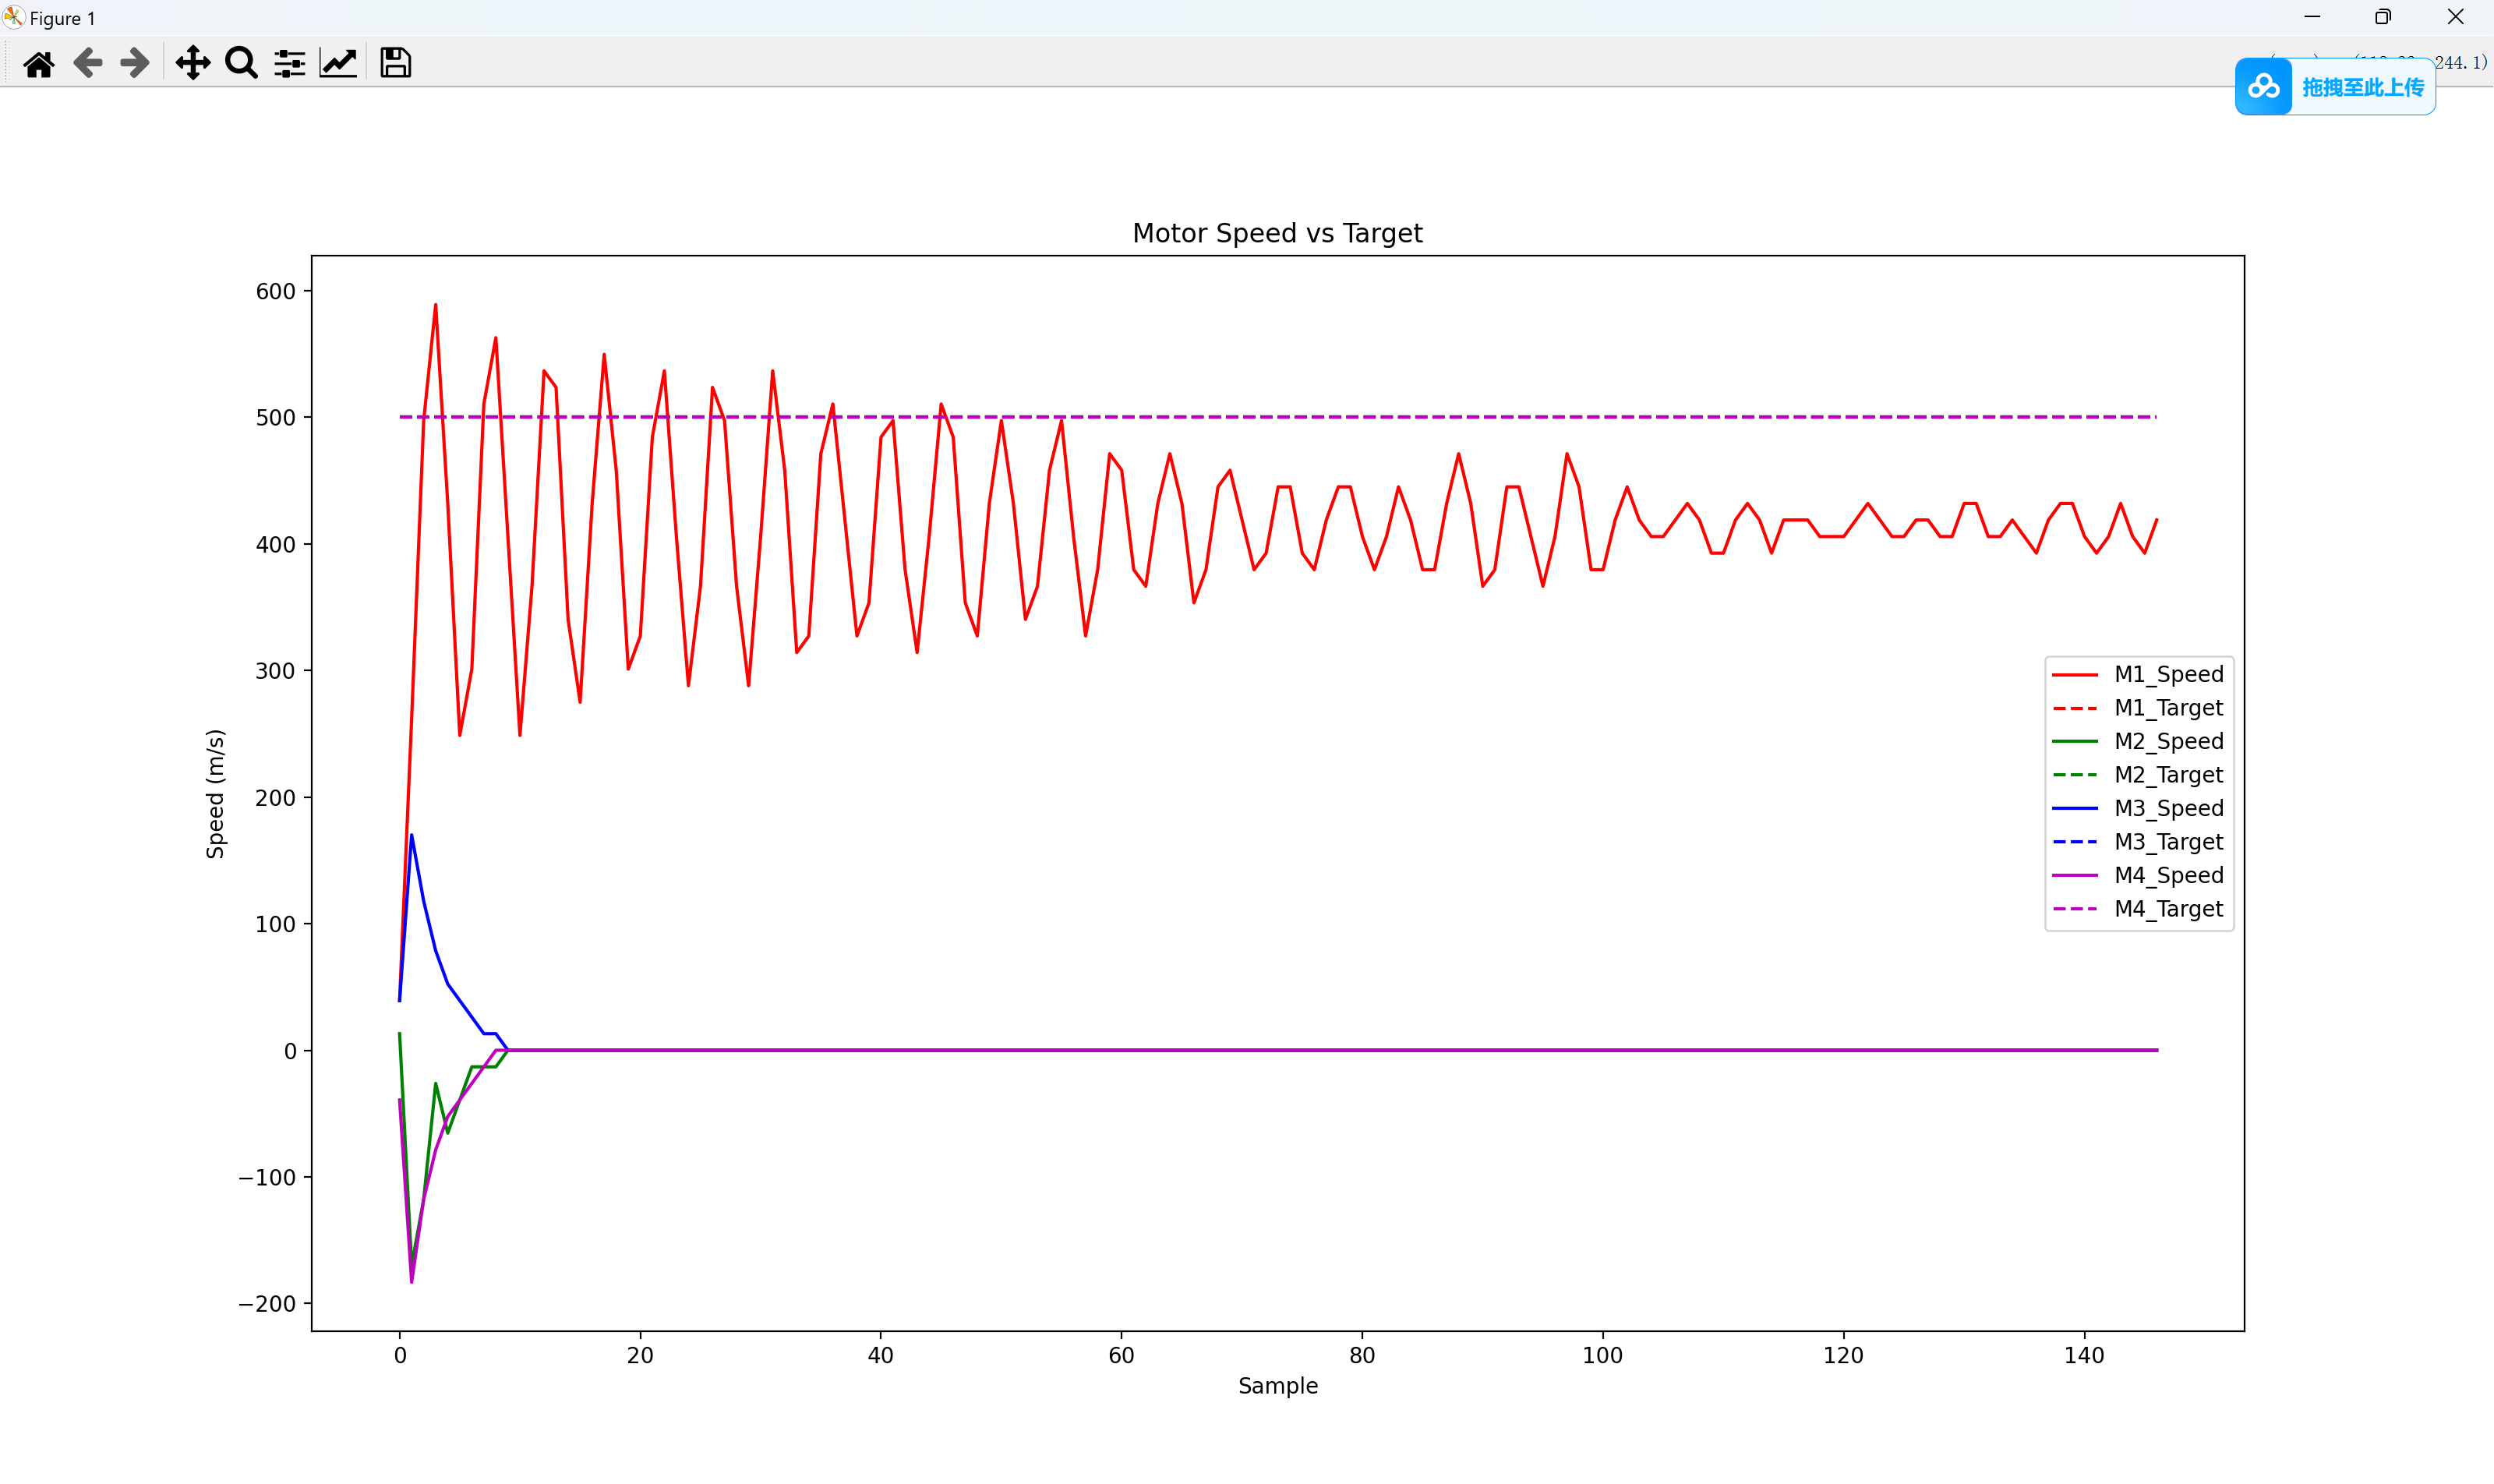 Figure 1
244.1)
拖拽至此上传
Motor Speed vs Target
600
500
400
300
200
100
0
−100
−200
Speed (m/s)
0 20 40 60 80 100 120 140
Sample
M1_Speed
M1_Target
M2_Speed
M2_Target
M3_Speed
M3_Target
M4_Speed
M4_Target